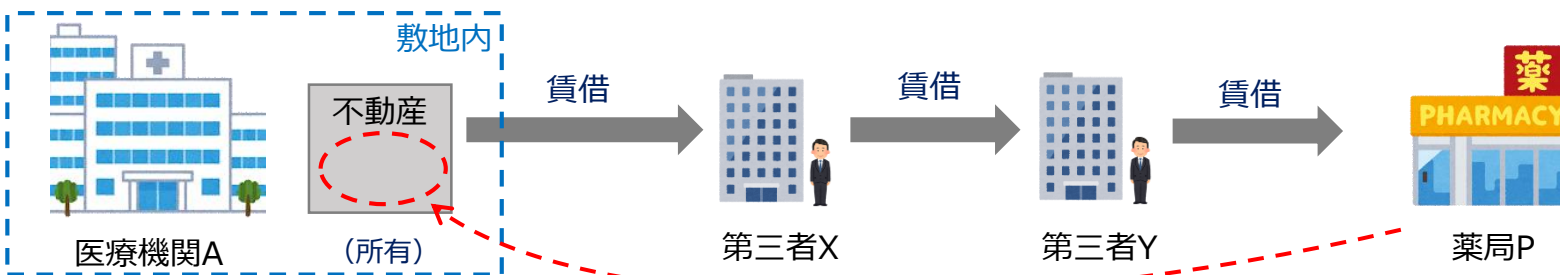 敷地内
不動産
賃借
賃借
賃借
薬
PHARMACY
医療機関A
（所有）
第三者X
第三者Y
薬局P